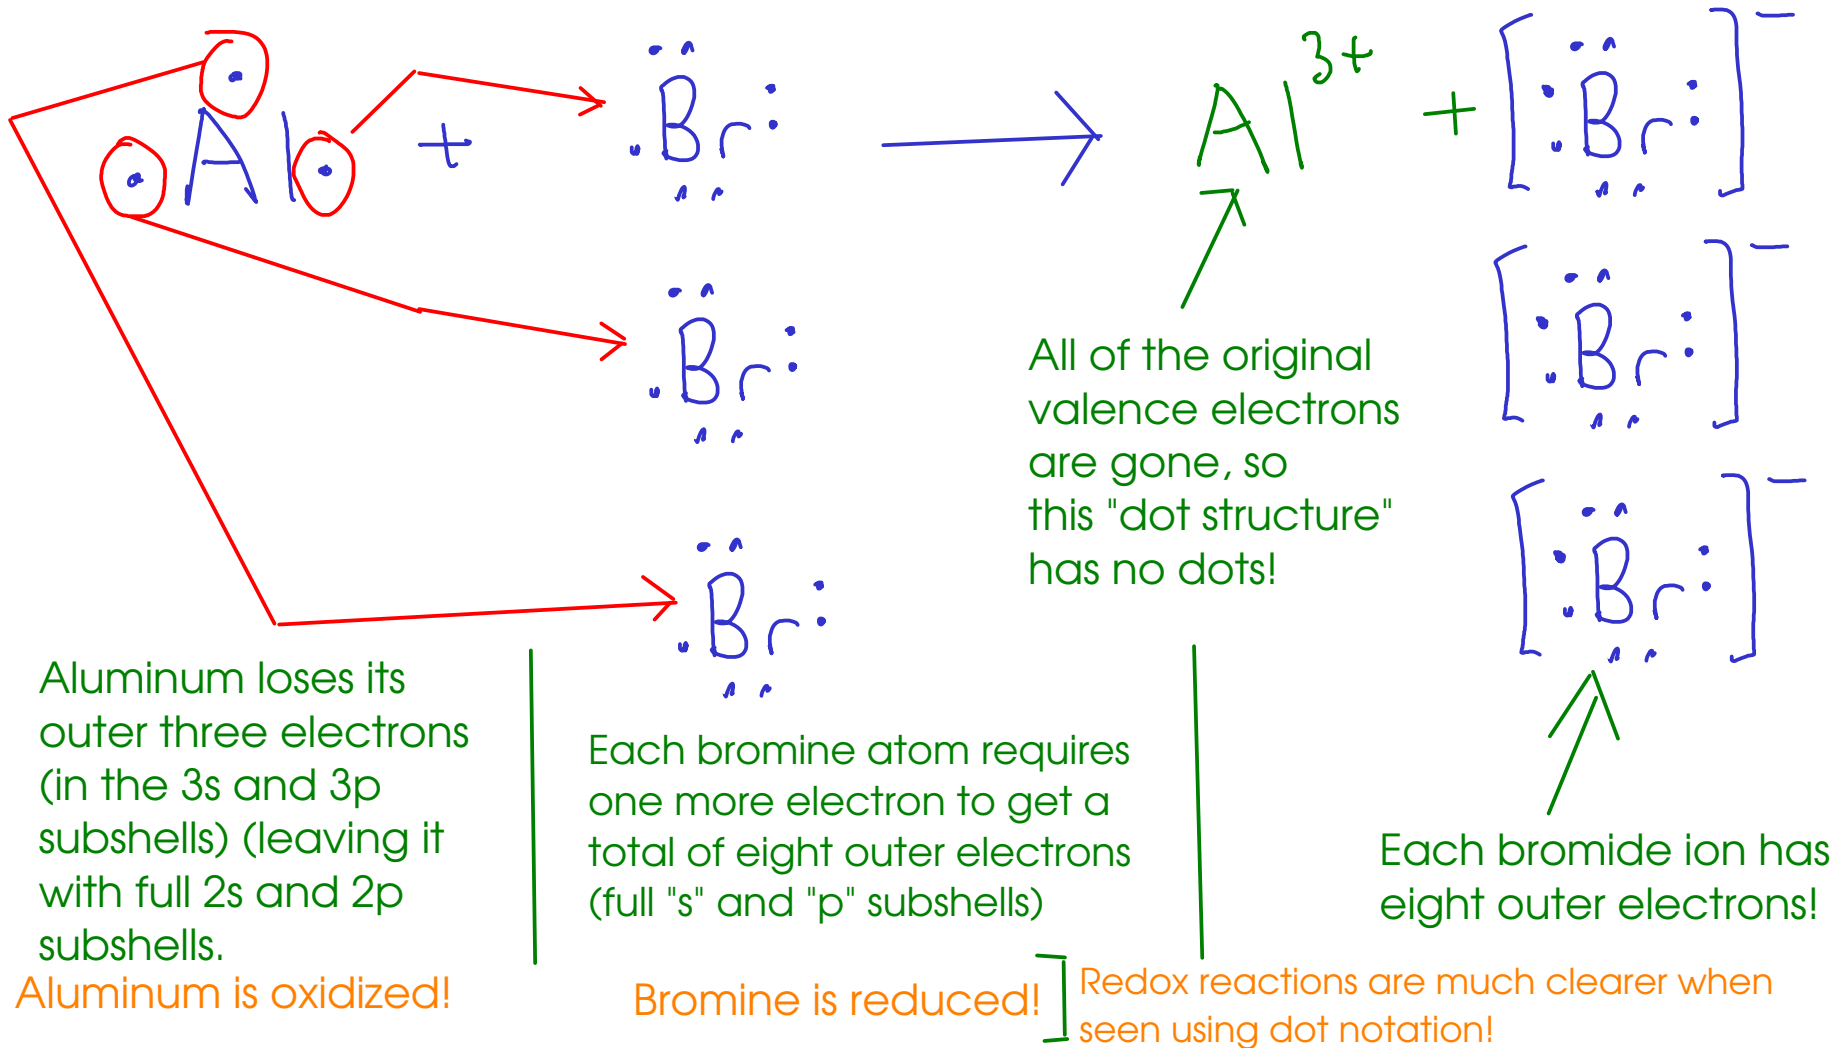 Al + Br → Al3+ + [Br]−
Br [Br]−
Br [Br]−
All of the original
valence electrons
are gone, so
this "dot structure"
has no dots!
Aluminum loses its
outer three electrons
(in the 3s and 3p
subshells) (leaving it
with full 2s and 2p
subshells.
Aluminum is oxidized!
Each bromine atom requires
one more electron to get a
total of eight outer electrons
(full "s" and "p" subshells)
Bromine is reduced!
Each bromide ion has
eight outer electrons!
Redox reactions are much clearer when
seen using dot notation!